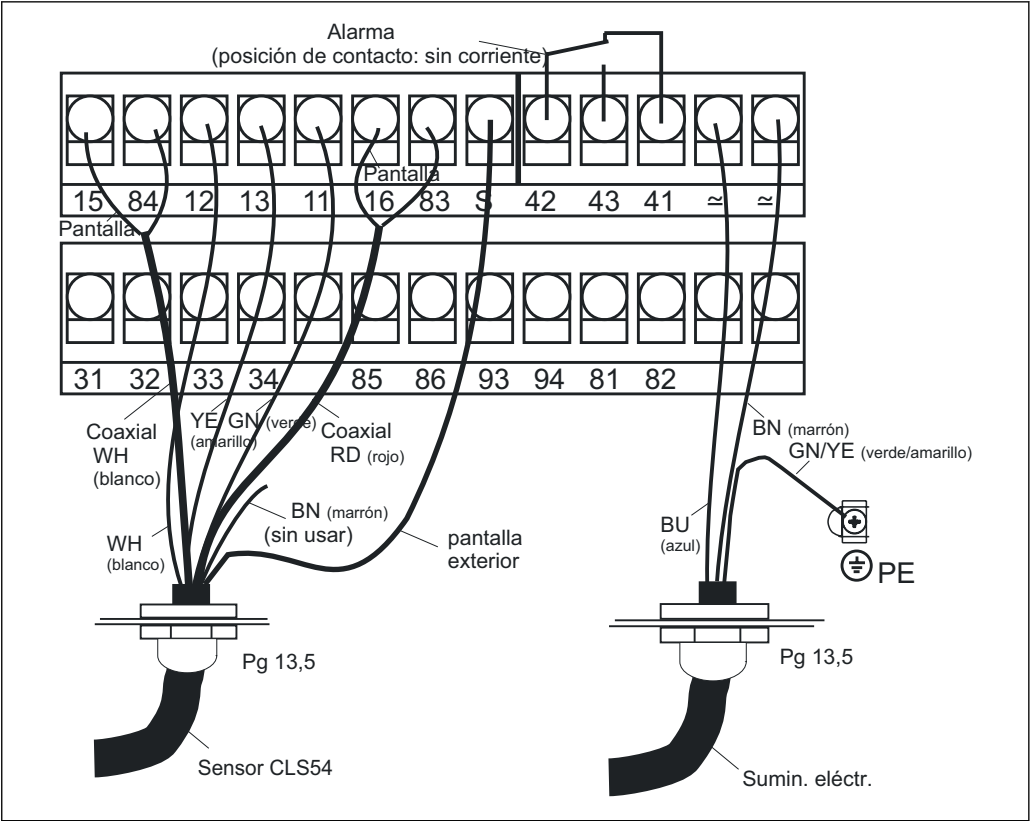 Alarma
(posición de contacto: sin corriente)
Pantalla
15 84 12 13 11 16 83 S 42 43 41 ≃ ≃
Pantalla
31 32 33 34 85 86 93 94 81 82
Coaxial
WH
(blanco)
YE
(amarillo)
GN (verde)
Coaxial
RD (rojo)
BN (marrón)
GN/YE (verde/amarillo)
BN (marrón)
(sin usar)
WH
(blanco)
pantalla
exterior
BU
(azul)
PE
Pg 13,5
Pg 13,5
Sensor CLS54
Sumin. eléctr.